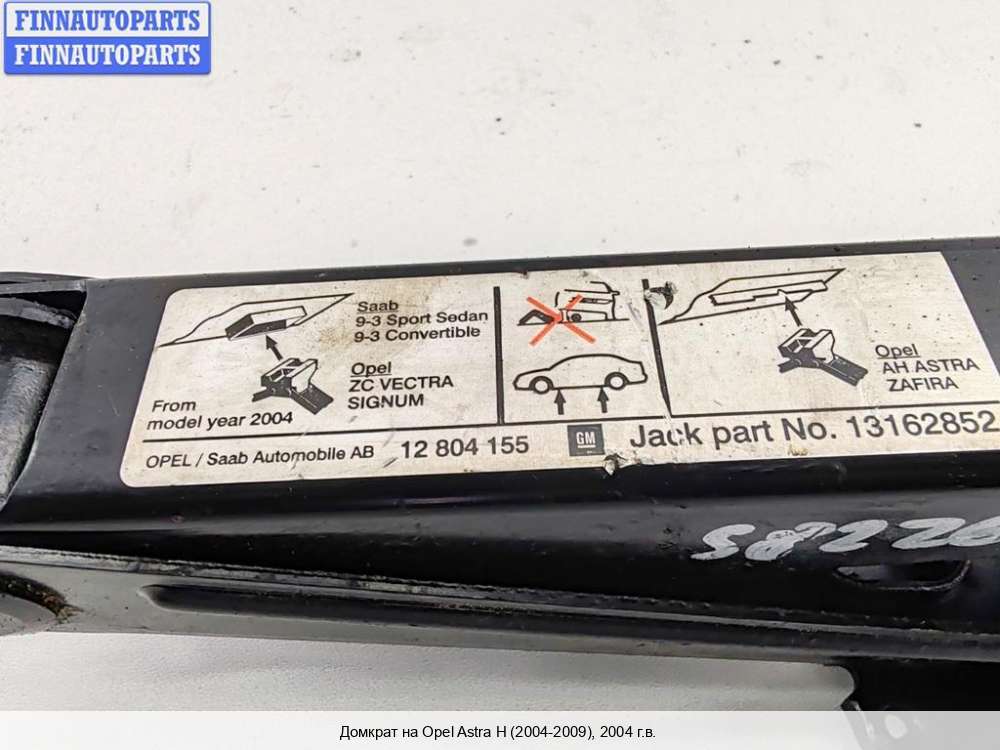 FINNAUTOPARTS
FINNAUTOPARTS
Saab
9-3 Sport Sedan
9-3 Convertible
Opel
ZC VECTRA
SIGNUM
From
model year 2004
Opel
AH ASTRA
ZAFIRA
OPEL / Saab Automobile AB 12 804 155 GM Jack part No. 13162852
Домкрат на Opel Astra H (2004-2009), 2004 г.в.